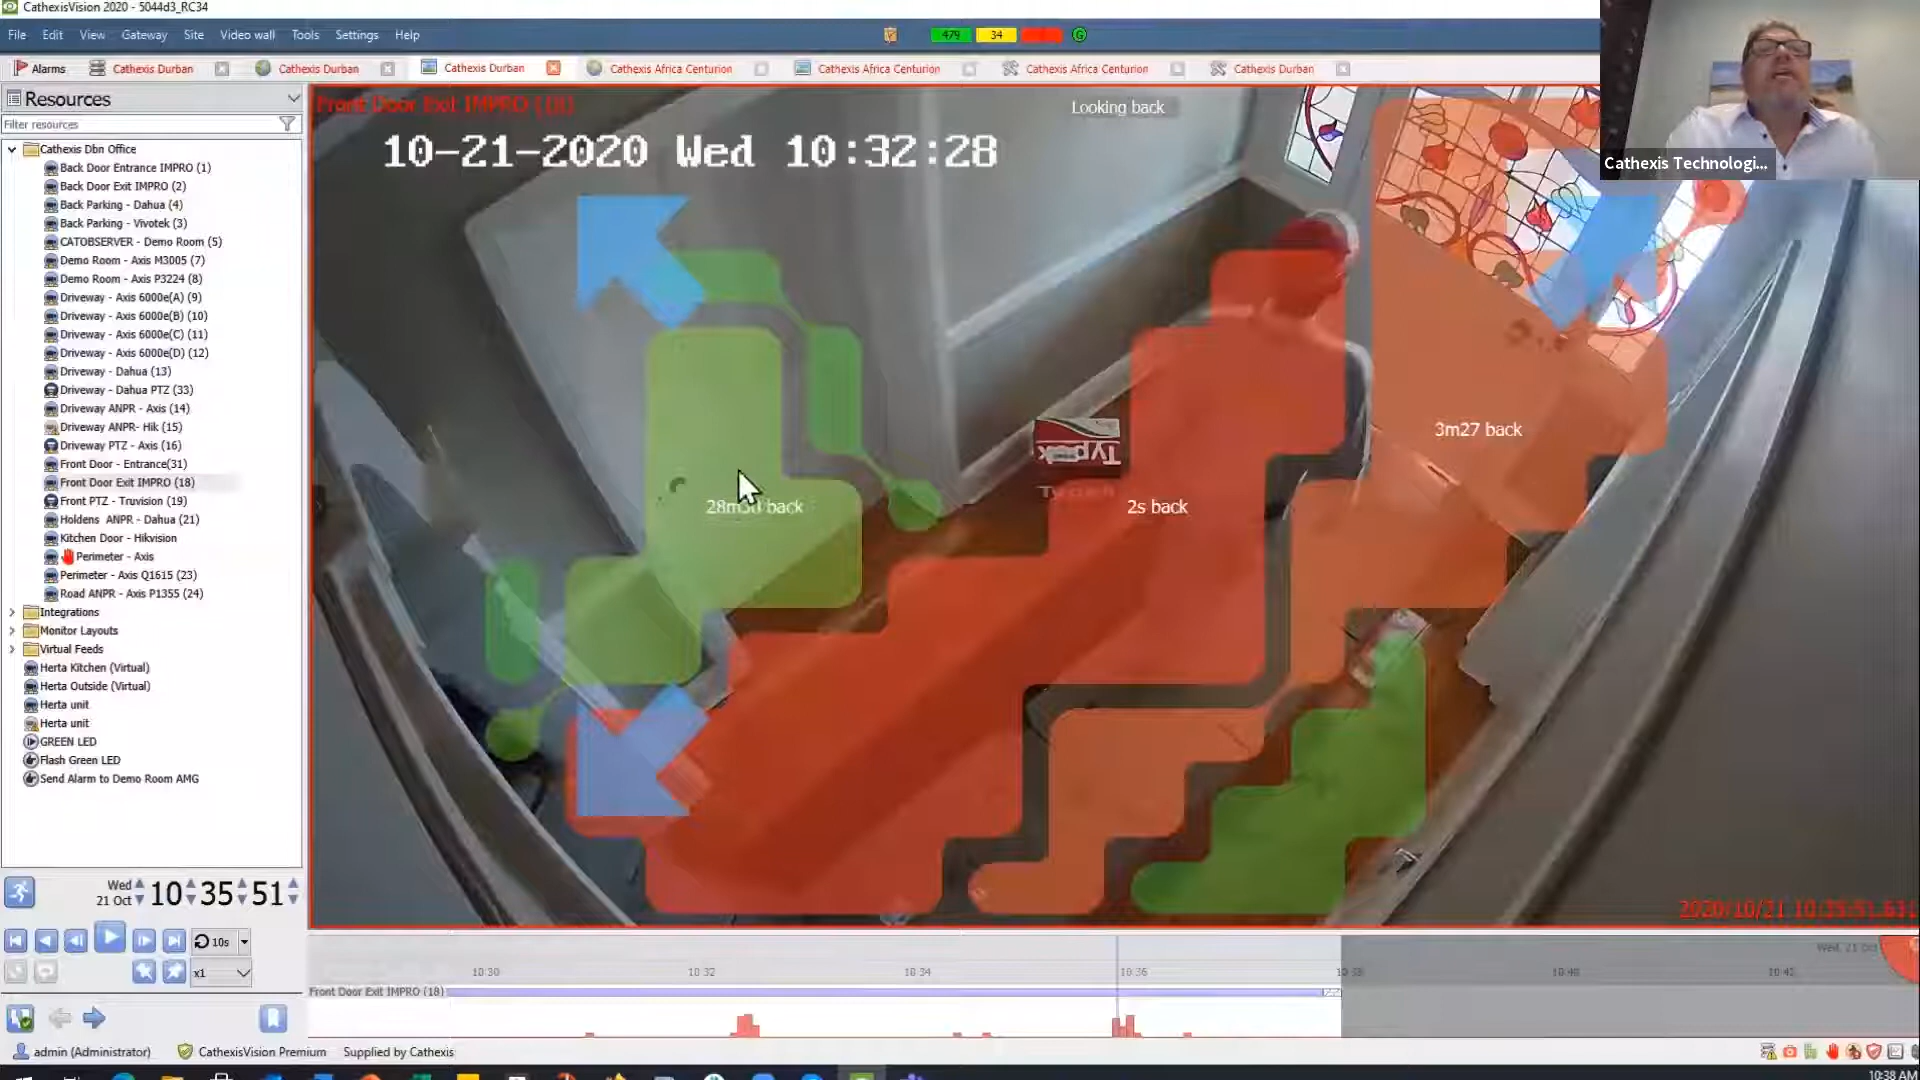 CathexisVision 2020 - 5044d3_RC34
File Edit View Gateway Site Video wall Tools Settings Help
479 34 G
Alarms Cathexis Durban Cathexis Durban Cathexis Durban Cathexis Africa Centurion Cathexis Africa Centurion Cathexis Africa Centurion Cathexis Durban
Cathexis Technologi...
Resources
Filter resources
Cathexis Dbn Office
Back Door Entrance IMPRO (1)
Back Door Exit IMPRO (2)
Back Parking - Dahua (4)
Back Parking - Vivotek (3)
CATOBSERVER - Demo Room (5)
Demo Room - Axis M3005 (7)
Demo Room - Axis P3224 (8)
Driveway - Axis 6000e(A) (9)
Driveway - Axis 6000e(B) (10)
Driveway - Axis 6000e(C) (11)
Driveway - Axis 6000e(D) (12)
Driveway - Dahua (13)
Driveway - Dahua PTZ (33)
Driveway ANPR - Axis (14)
Driveway ANPR- Hik (15)
Driveway PTZ - Axis (16)
Front Door - Entrance(31)
Front Door Exit IMPRO (18)
Front PTZ - Truvision (19)
Holdens ANPR - Dahua (21)
Kitchen Door - Hikvision
Perimeter - Axis
Perimeter - Axis Q1615 (23)
Road ANPR - Axis P1355 (24)
Integrations
Monitor Layouts
Virtual Feeds
Herta Kitchen (Virtual)
Herta Outside (Virtual)
Herta unit
Herta unit
GREEN LED
Flash Green LED
Send Alarm to Demo Room AMG
Front Door Exit IMPRO (18)
Looking back
10-21-2020 Wed 10:32:28
3m27 back
Typek
back
2s back
Wed
21 Oct 10 35 51
10s
x1
Wed, 21 Oct
10:30 10:32 10:34 10:36 10:38 10:40 10:42
Front Door Exit IMPRO (18)
admin (Administrator) CathexisVision Premium Supplied by Cathexis
10:38 AM